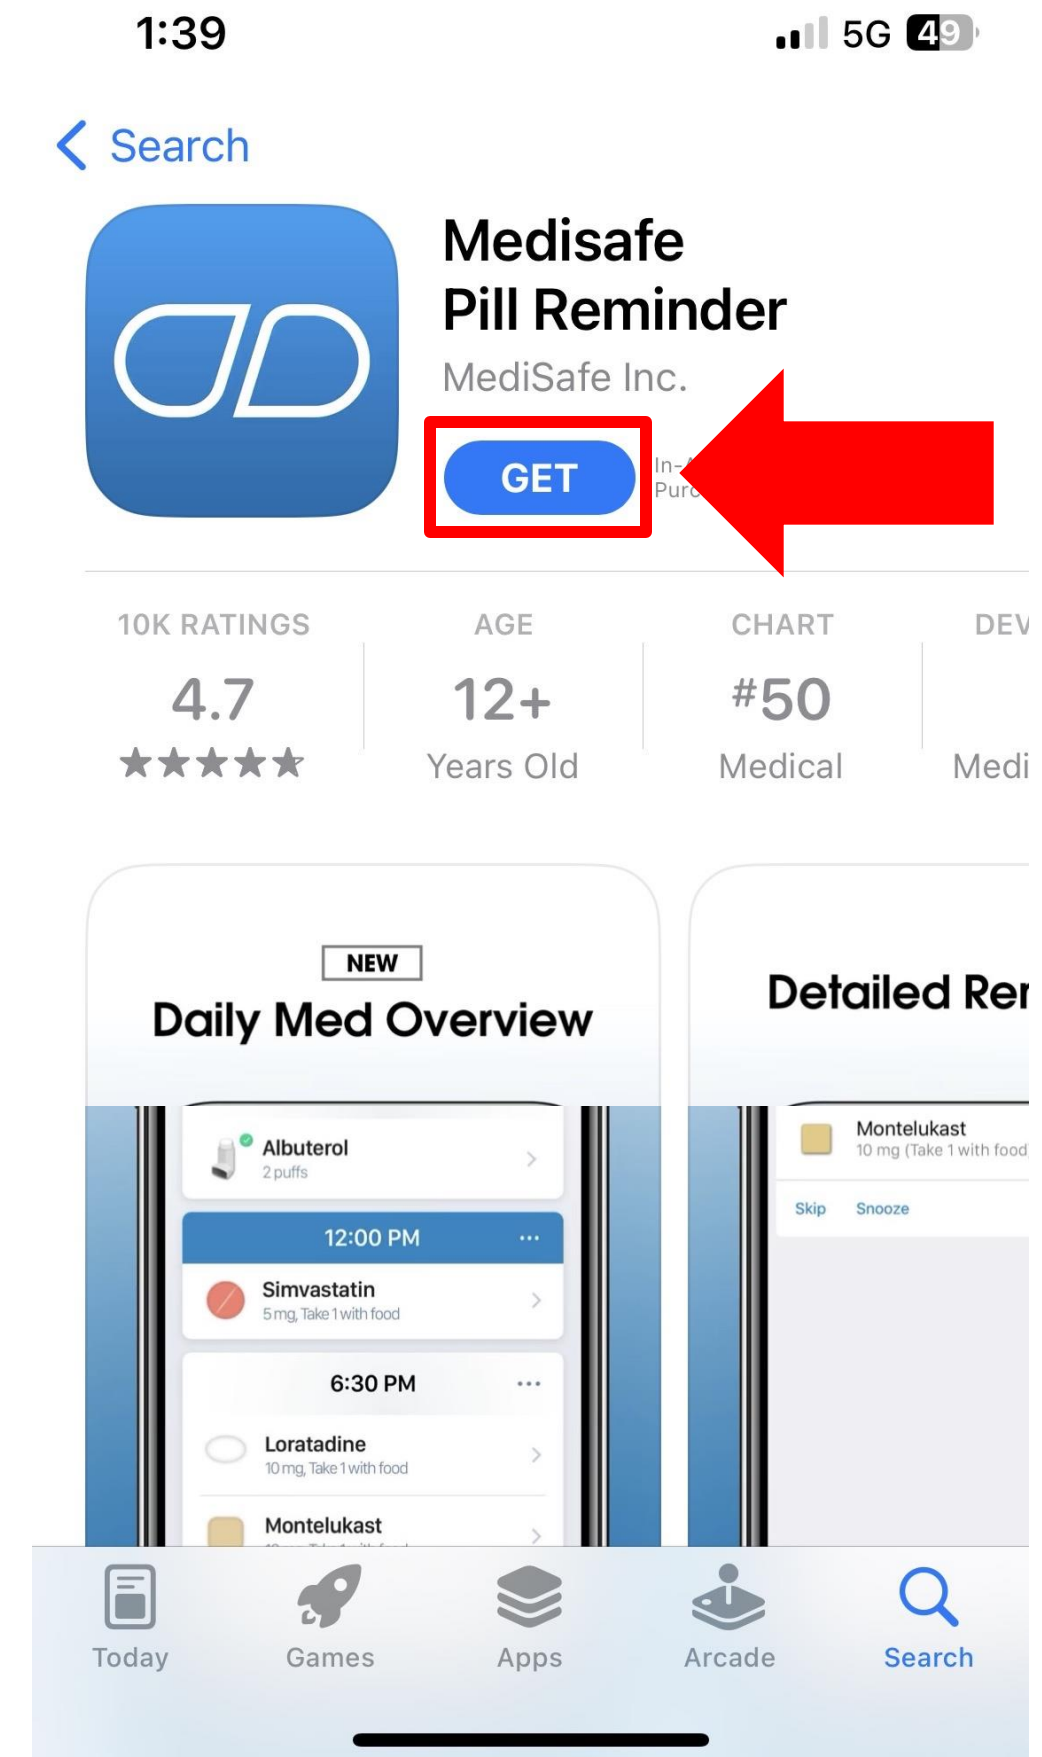 1:39
5G 49
Search
Medisafe
Pill Reminder
MediSafe Inc.
GET
10K RATINGS AGE CHART
4.7 12+ #50
Years Old Medical
NEW
Daily Med Overview
Detailed
Albuterol
2 puffs
12:00 PM
Simvastatin
5 mg, Take 1 with food
6:30 PM
Loratadine
10 mg, Take 1 with food
Montelukast
Montelukast
10 mg (Take 1 with food
Skip Snooze
Today Games Apps Arcade Search